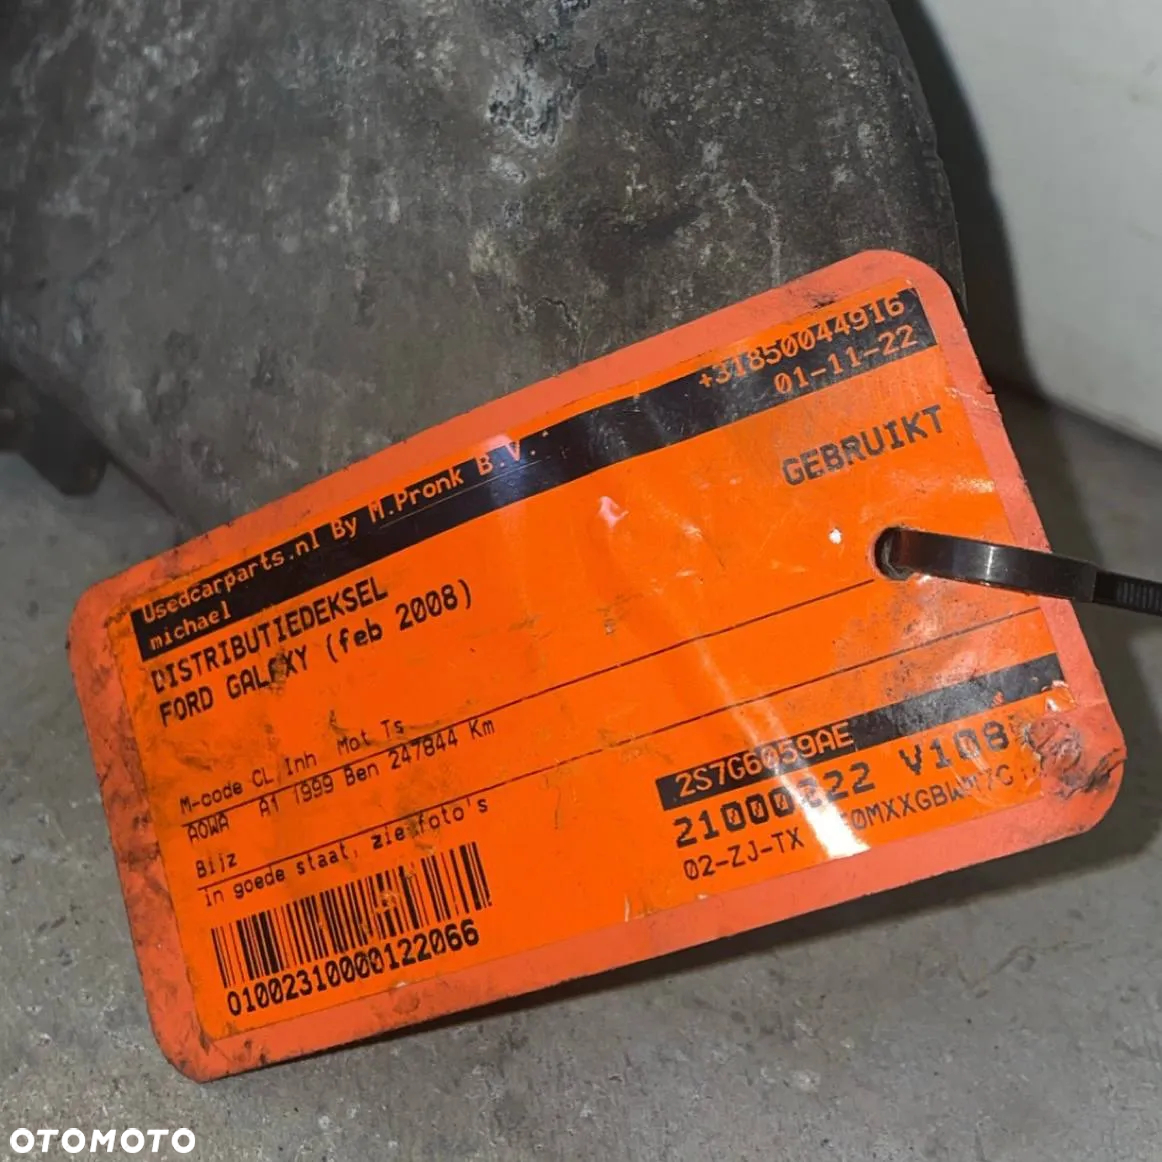 Usedcarparts.nl By M.Pronk B.V. +31850044916
michael 01-11-22
DISTRIBUTIEDEKSEL GEBRUIKT
FORD GALAXY (feb 2008)
M-code CL Inh Mot Ts
AOWA A1 1999 Ben 247844 Km
Bijz
In goede staat, zie foto's
2S7G6059AE
V108
02-ZJ-TX
01002310000122066
OTOMOTO